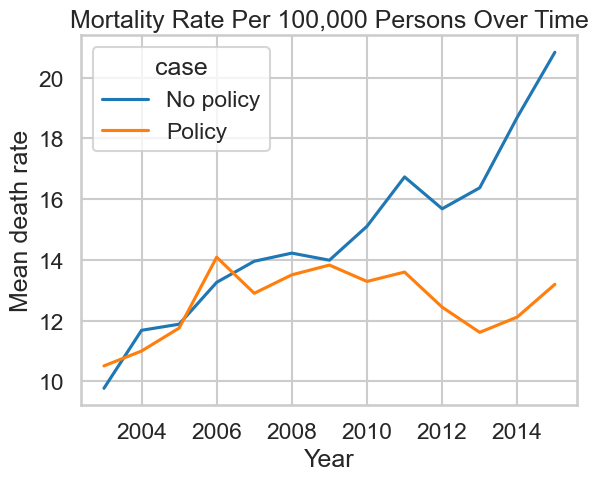 Mortality Rate Per 100,000 Persons Over Time
case
No policy
Policy
Mean death rate
20
18
16
14
12
10
2004 2006 2008 2010 2012 2014
Year